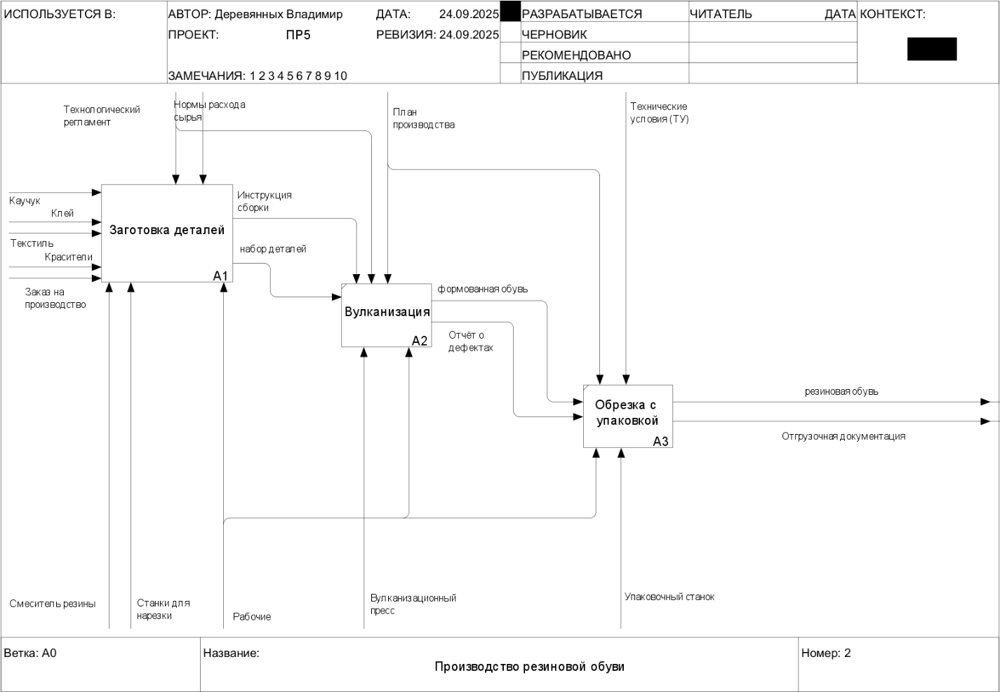 ИСПОЛЬЗУЕТСЯ В:
АВТОР: Деревянных Владимир
ДАТА: 24.09.2025
ПРОЕКТ: ПР5
РЕВИЗИЯ: 24.09.2025
ЗАМЕЧАНИЯ: 1 2 3 4 5 6 7 8 9 10
РАЗРАБАТЫВАЕТСЯ
ЧЕРНОВИК
РЕКОМЕНДОВАНО
ПУБЛИКАЦИЯ
ЧИТАТЕЛЬ
ДАТА
КОНТЕКСТ:
Технологический
регламент
Нормы расхода
сырья
План
производства
Технические
условия (ТУ)
Каучук
Клей
Текстиль
Красители
Заказ на
производство
Заготовка деталей
A1
Инструкция
сборки
набор деталей
Вулканизация
A2
формованная обувь
Отчёт о
дефектах
Обрезка с
упаковкой
A3
резиновая обувь
Отгрузочная документация
Смеситель резины
Станки для
нарезки
Рабочие
Вулканизационный
пресс
Упаковочный станок
Ветка: A0
Название:
Производство резиновой обуви
Номер: 2